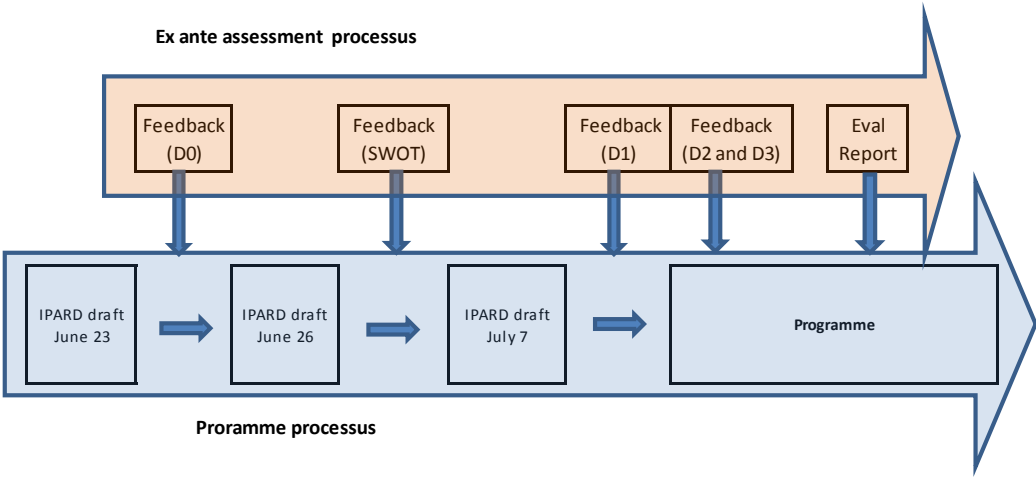 Ex ante assessment processus
Feedback
(D0)
Feedback
(SWOT)
Feedback
(D1)
Feedback
(D2 and D3)
Eval
Report
IPARD draft
June 23
IPARD draft
June 26
IPARD draft
July 7
Programme
Proramme processus